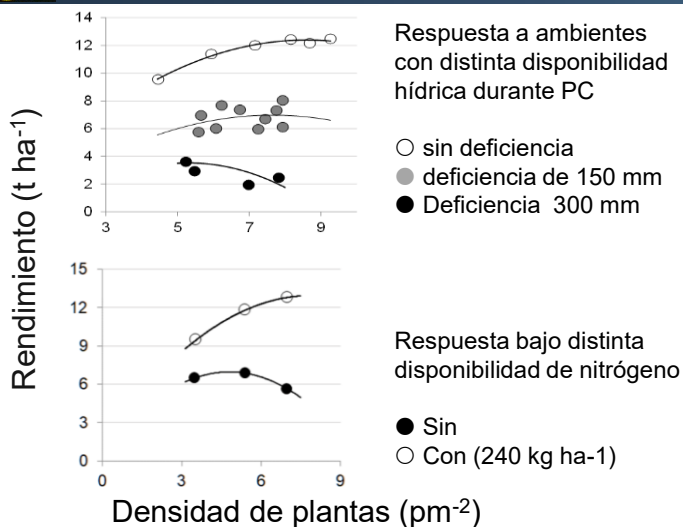 Rendimiento (t ha-1)
14
12
10
8
6
4
2
0
3
5
7
9
Respuesta a ambientes
con distinta disponibilidad
hídrica durante PC
sin deficiencia
deficiencia de 150 mm
Deficiencia 300 mm
15
12
9
6
3
0
0
3
6
9
Respuesta bajo distinta
disponibilidad de nitrógeno
Sin
Con (240 kg ha-1)
Densidad de plantas (pm-2)